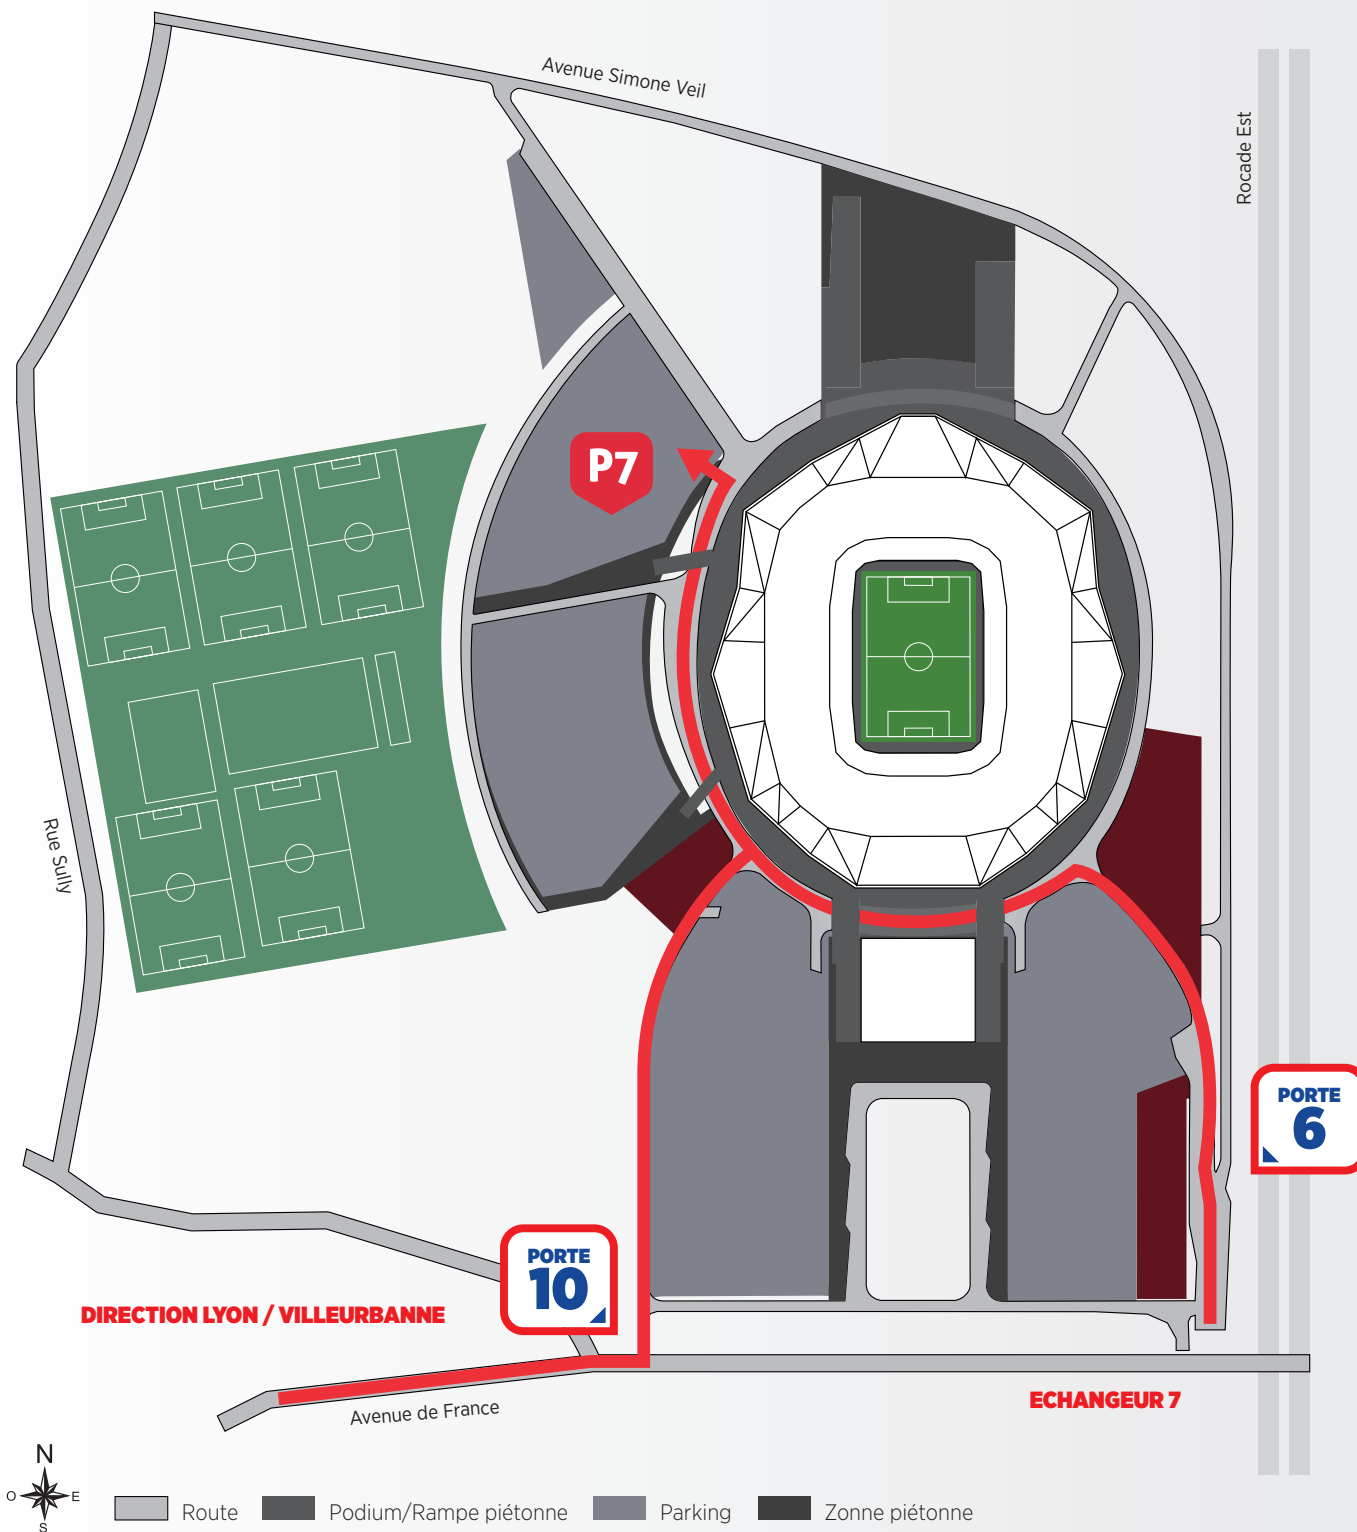 Avenue Simone Veil
Rocade Est
P7
Rue Sully
PORTE
6
PORTE
10
DIRECTION LYON / VILLEURBANNE
ECHANGEUR 7
Avenue de France
N
O
E
S
Route
Podium/Rampe piétonne
Parking
Zonne piétonne